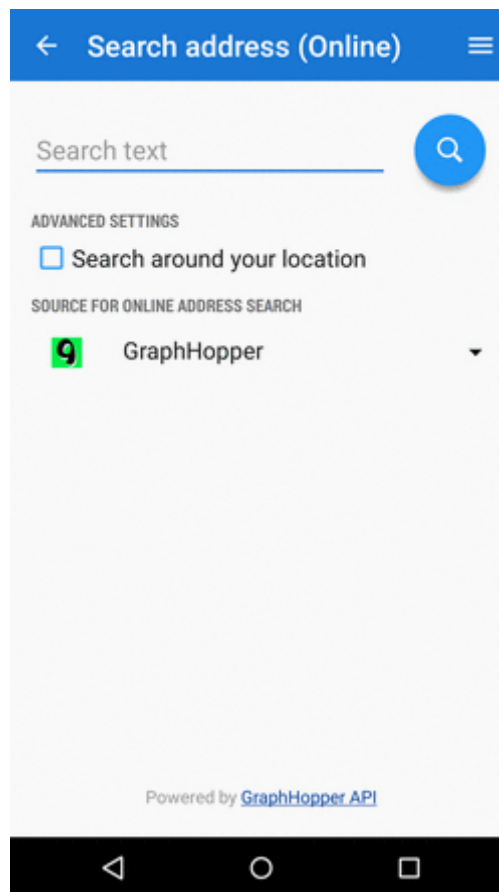 Search address (Online)
Search text
ADVANCED SETTINGS
Search around your location
SOURCE FOR ONLINE ADDRESS SEARCH
GraphHopper
Powered by GraphHopper API